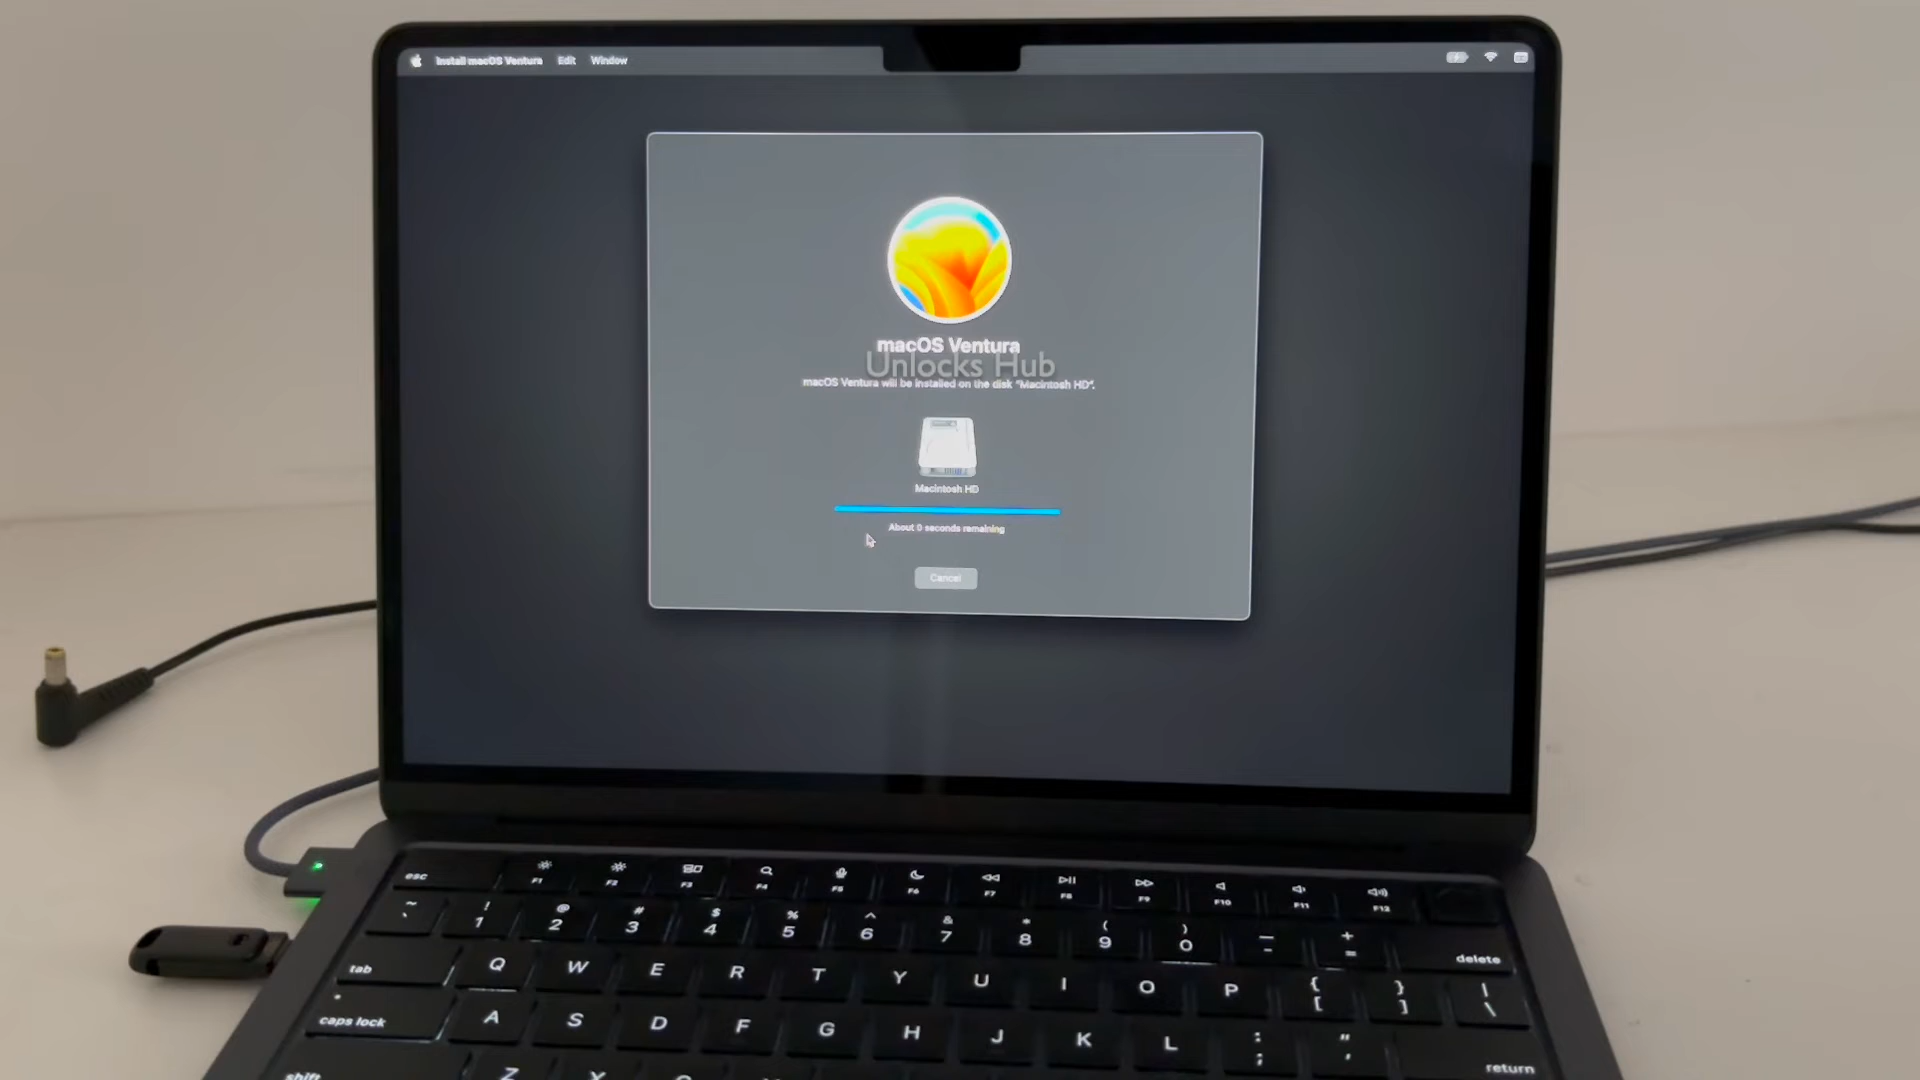 Install macOS Ventura Edit Window
macOS Ventura
Unlocks Hub
macOS Ventura will be installed on the disk "Macintosh HD".
Macintosh HD
About 0 seconds remaining
Cancel
esc F1 F2 F3 F4 F5 F6 F7 F8 F9 F10 F11 F12
~ ! @ # $ % ^ & * ( ) _ +
` 1 2 3 4 5 6 7 8 9 0 - = delete
tab Q W E R T Y U I O P { [ } ] | \
caps lock A S D F G H J K L : ; " ' return
shift Z X